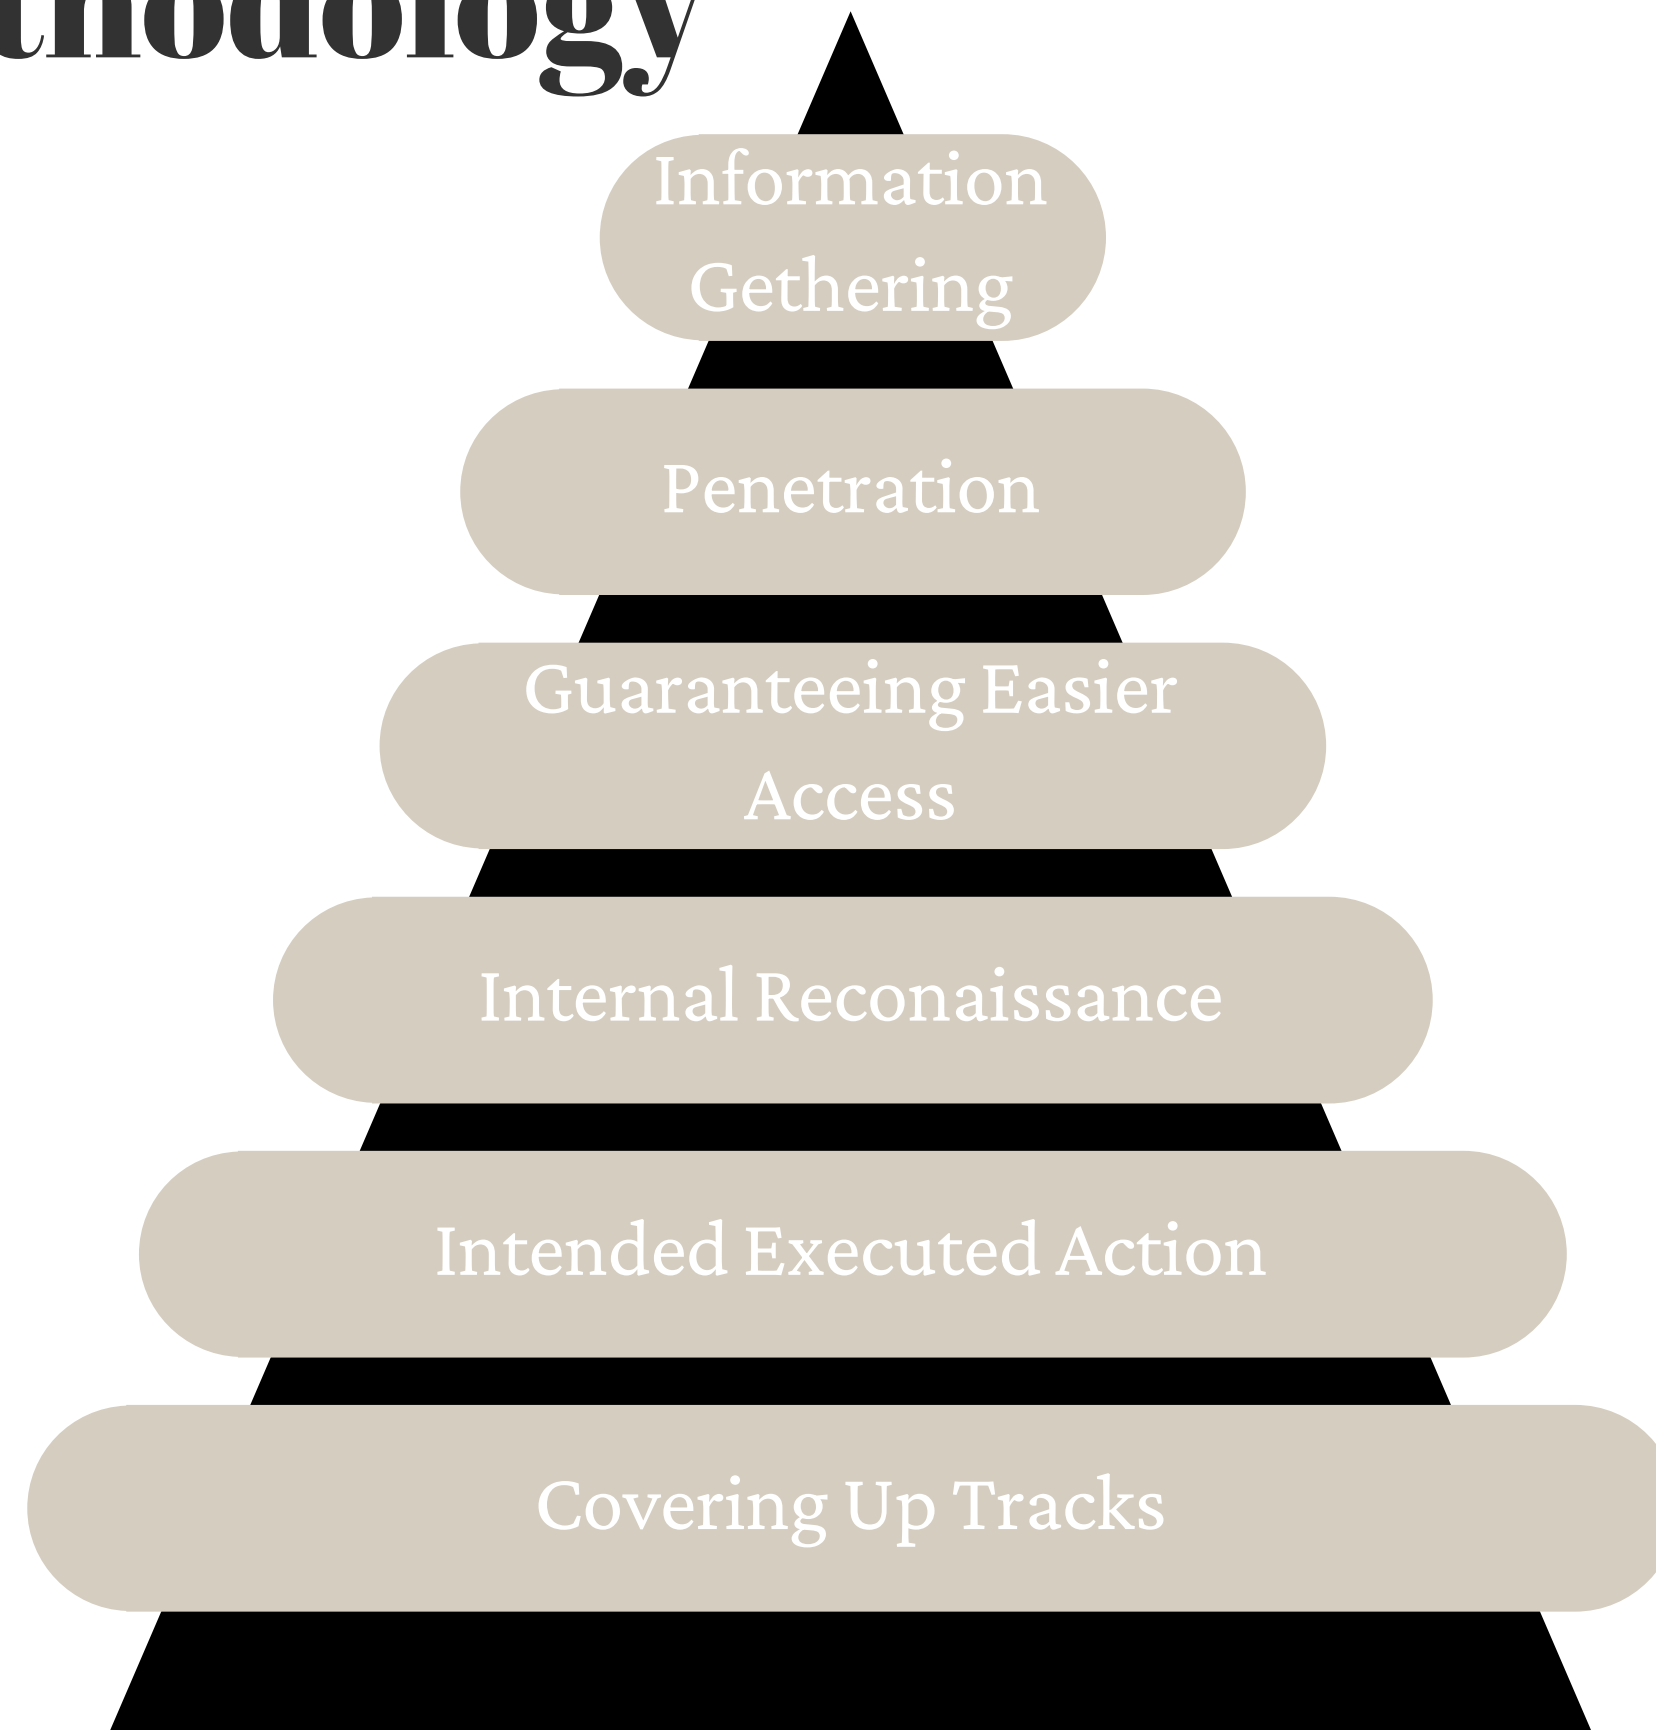 thodology
Information
Gethering
Penetration
Guaranteeing Easier
Access
Internal Reconaissance
Intended Executed Action
Covering Up Tracks